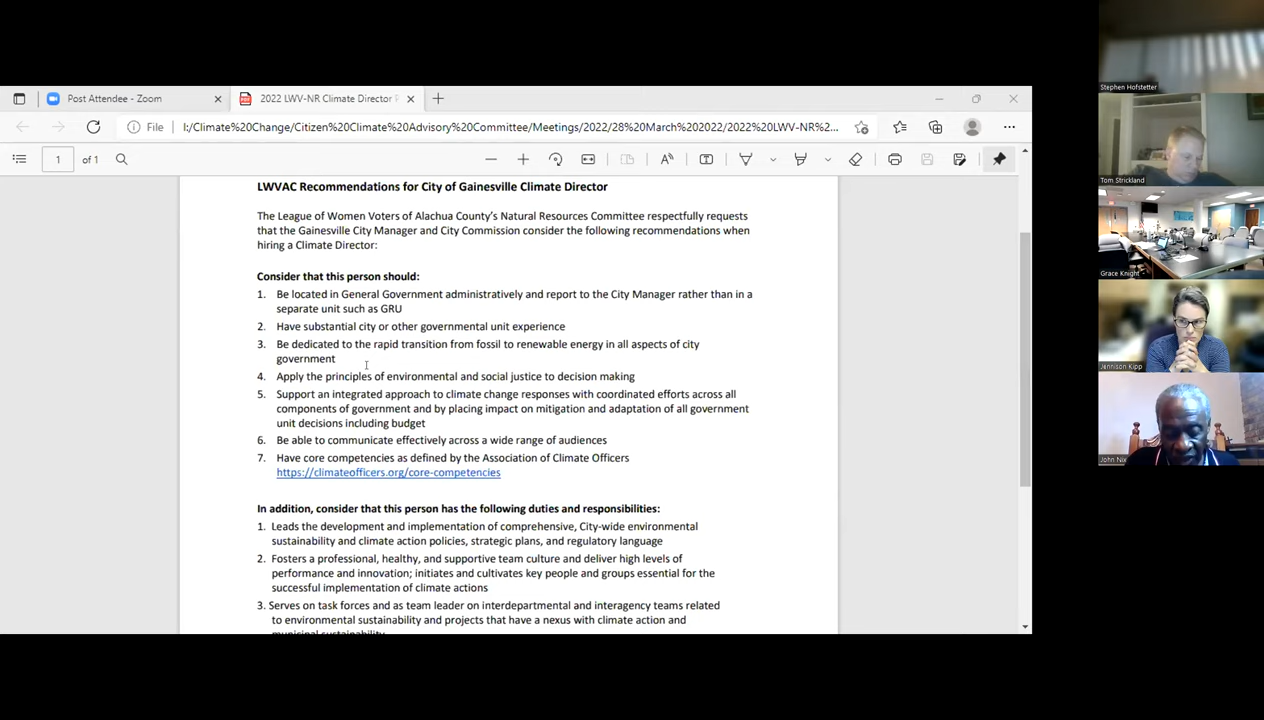 Post Attendee - Zoom
2022 LWV-NR Climate Director
File
I:/Climate%20Change/Citizen%20Climate%20Advisory%20Committee/Meetings/2022/28%20March%202022/2022%20LWV-NR%2...
1 of 1
LWVAC Recommendations for City of Gainesville Climate Director
The League of Women Voters of Alachua County's Natural Resources Committee respectfully requests
that the Gainesville City Manager and City Commission consider the following recommendations when
hiring a Climate Director:
Consider that this person should:
1. Be located in General Government administratively and report to the City Manager rather than in a
separate unit such as GRU
2. Have substantial city or other governmental unit experience
3. Be dedicated to the rapid transition from fossil to renewable energy in all aspects of city
government
4. Apply the principles of environmental and social justice to decision making
5. Support an integrated approach to climate change responses with coordinated efforts across all
components of government and by placing impact on mitigation and adaptation of all government
unit decisions including budget
6. Be able to communicate effectively across a wide range of audiences
7. Have core competencies as defined by the Association of Climate Officers
https://climateofficers.org/core-competencies
In addition, consider that this person has the following duties and responsibilities:
1. Leads the development and implementation of comprehensive, City-wide environmental
sustainability and climate action policies, strategic plans, and regulatory language
2. Fosters a professional, healthy, and supportive team culture and deliver high levels of
performance and innovation; initiates and cultivates key people and groups essential for the
successful implementation of climate actions
3. Serves on task forces and as team leader on interdepartmental and interagency teams related
to environmental sustainability and projects that have a nexus with climate action and
municipal sustainability
Stephen Hofstetter
Tom Strickland
Grace Knight
Jennison Kipp
John Nix